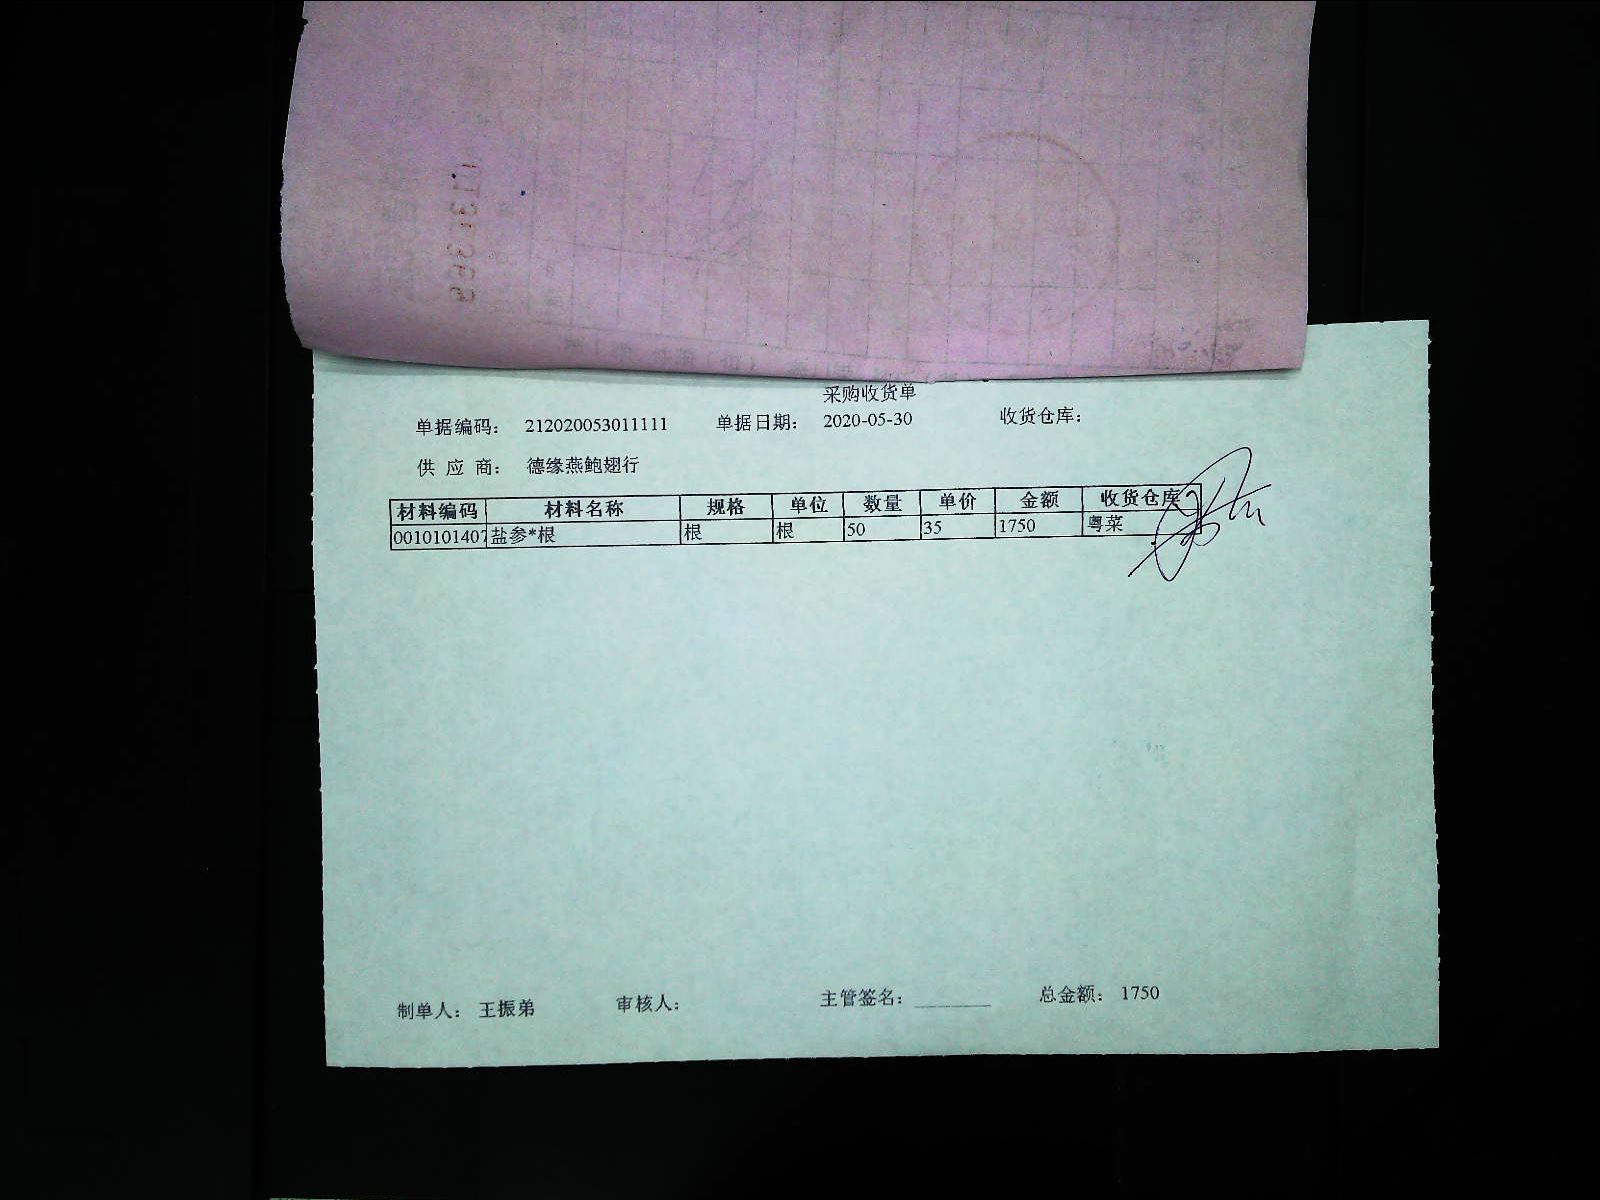 采购收货单
单据编码： 212020053011111 单据日期： 2020-05-30 收货仓库：
供 应 商： 德缘燕鲍翅行
材料编码 材料名称 规格 单位 数量 单价 金额 收货仓库
0010101407 盐参*根 根 根 50 35 1750 粤菜
制单人： 王振弟 审核人： 主管签名： ________ 总金额： 1750